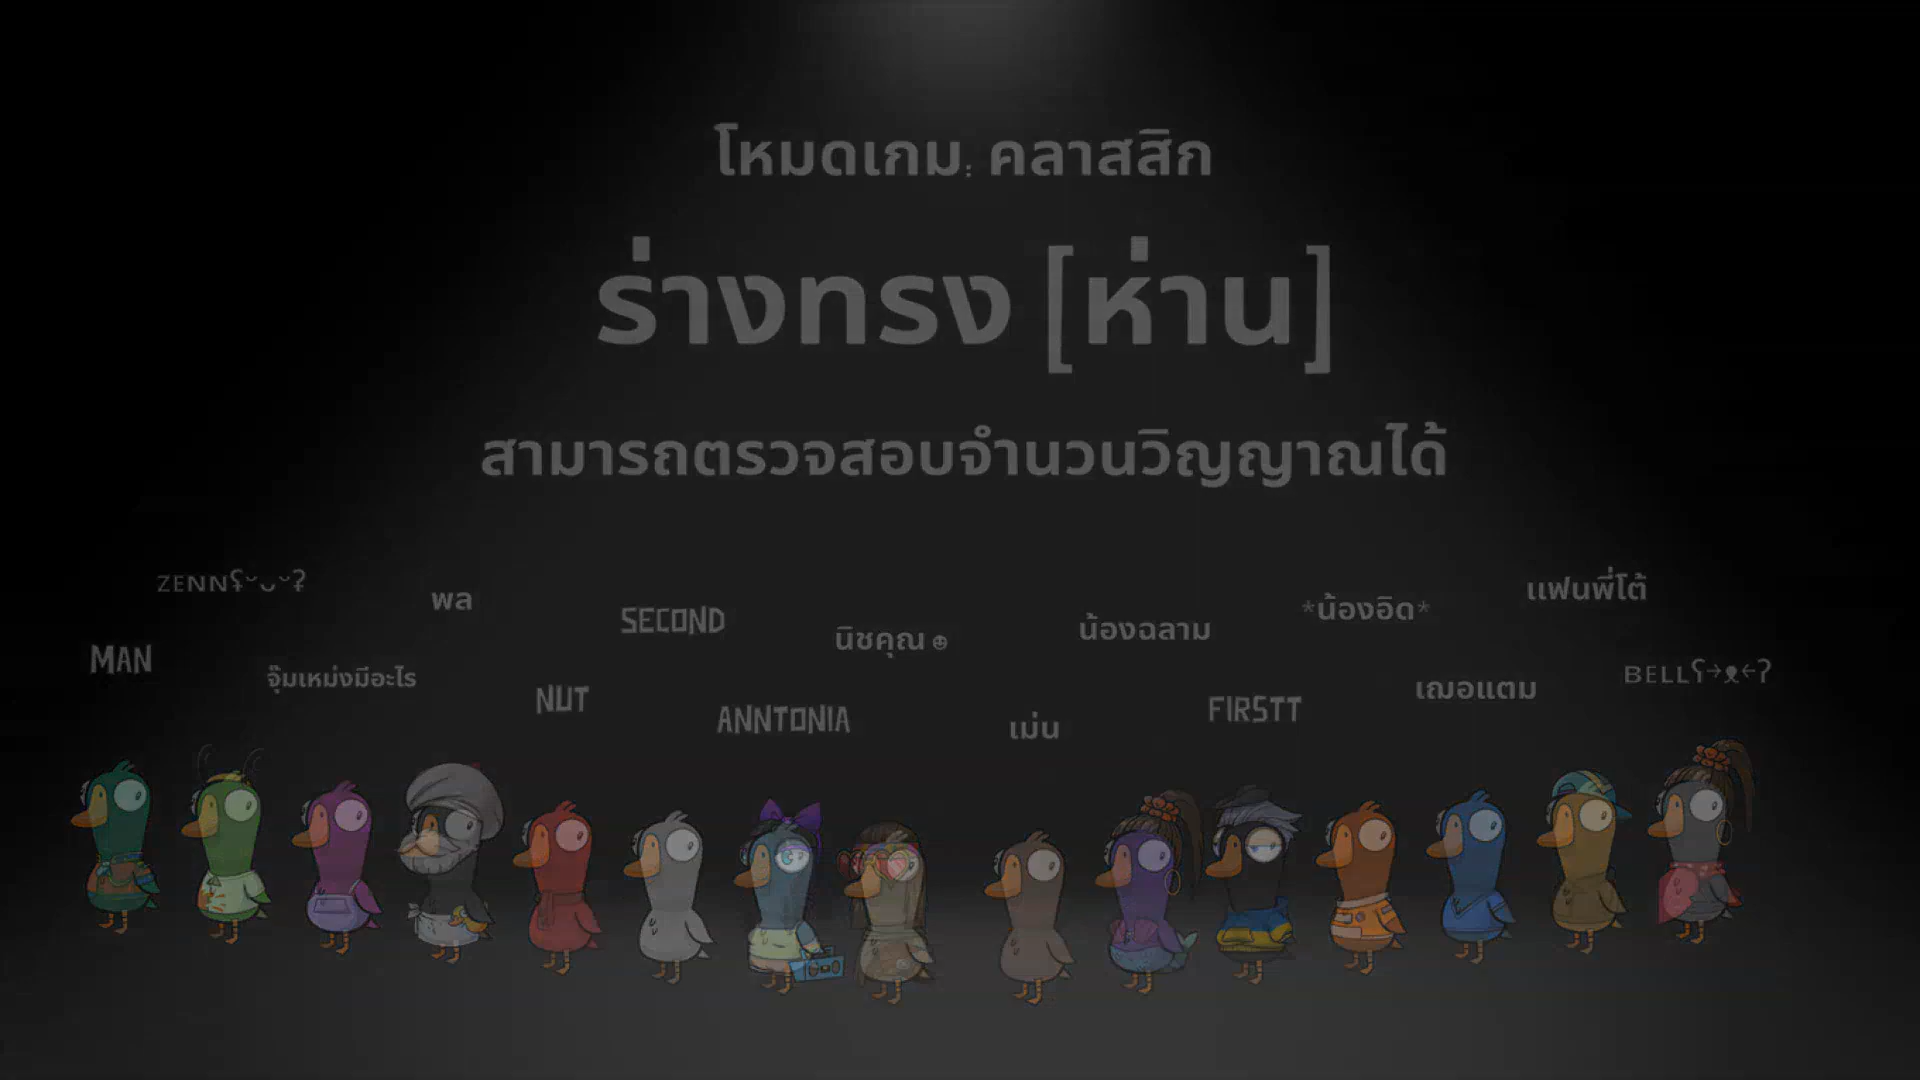 โหมดเกม: คลาสสิก
ร่างทรง [ห่าน]
สามารถตรวจสอบจำนวนวิญญาณได้
ZENNʢᵕᴗᵕʡ
พล
SECOND
นิชคุณ☻
น้องฉลาม
*น้องอิด*
แฟนพี่โต้
MAN
จุ๊มเหม่งมีอะไร
NUT
ANNTONIA
เม่น
FIRSTT
เฌอแตม
BELLʕ→ᴥ←ʔ